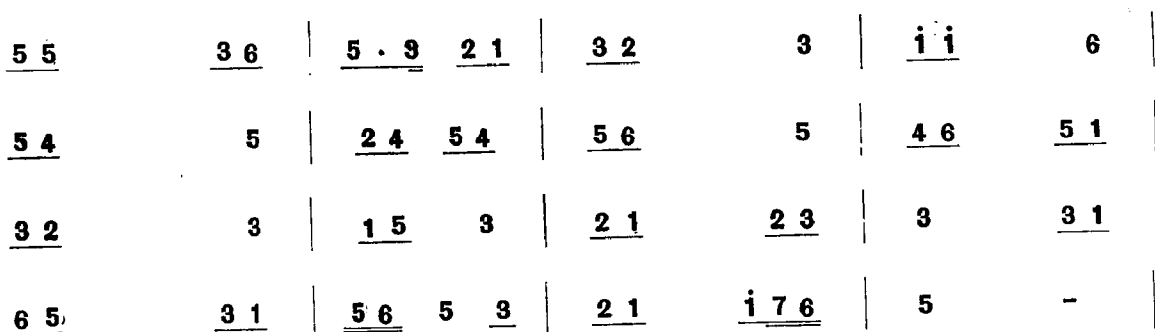 5 5 3 6 | 5 · 3 2 1 | 3 2 3 | i̇ i̇ 6 |
5 4 5 | 2 4 5 4 | 5 6 5 | 4 6 5 1 |
3 2 3 | 1 5 3 | 2 1 2 3 | 3 3 1 |
6 5 3 1 | 5 6 5 3 | 2 1 i̇ 7 6 | 5 - |